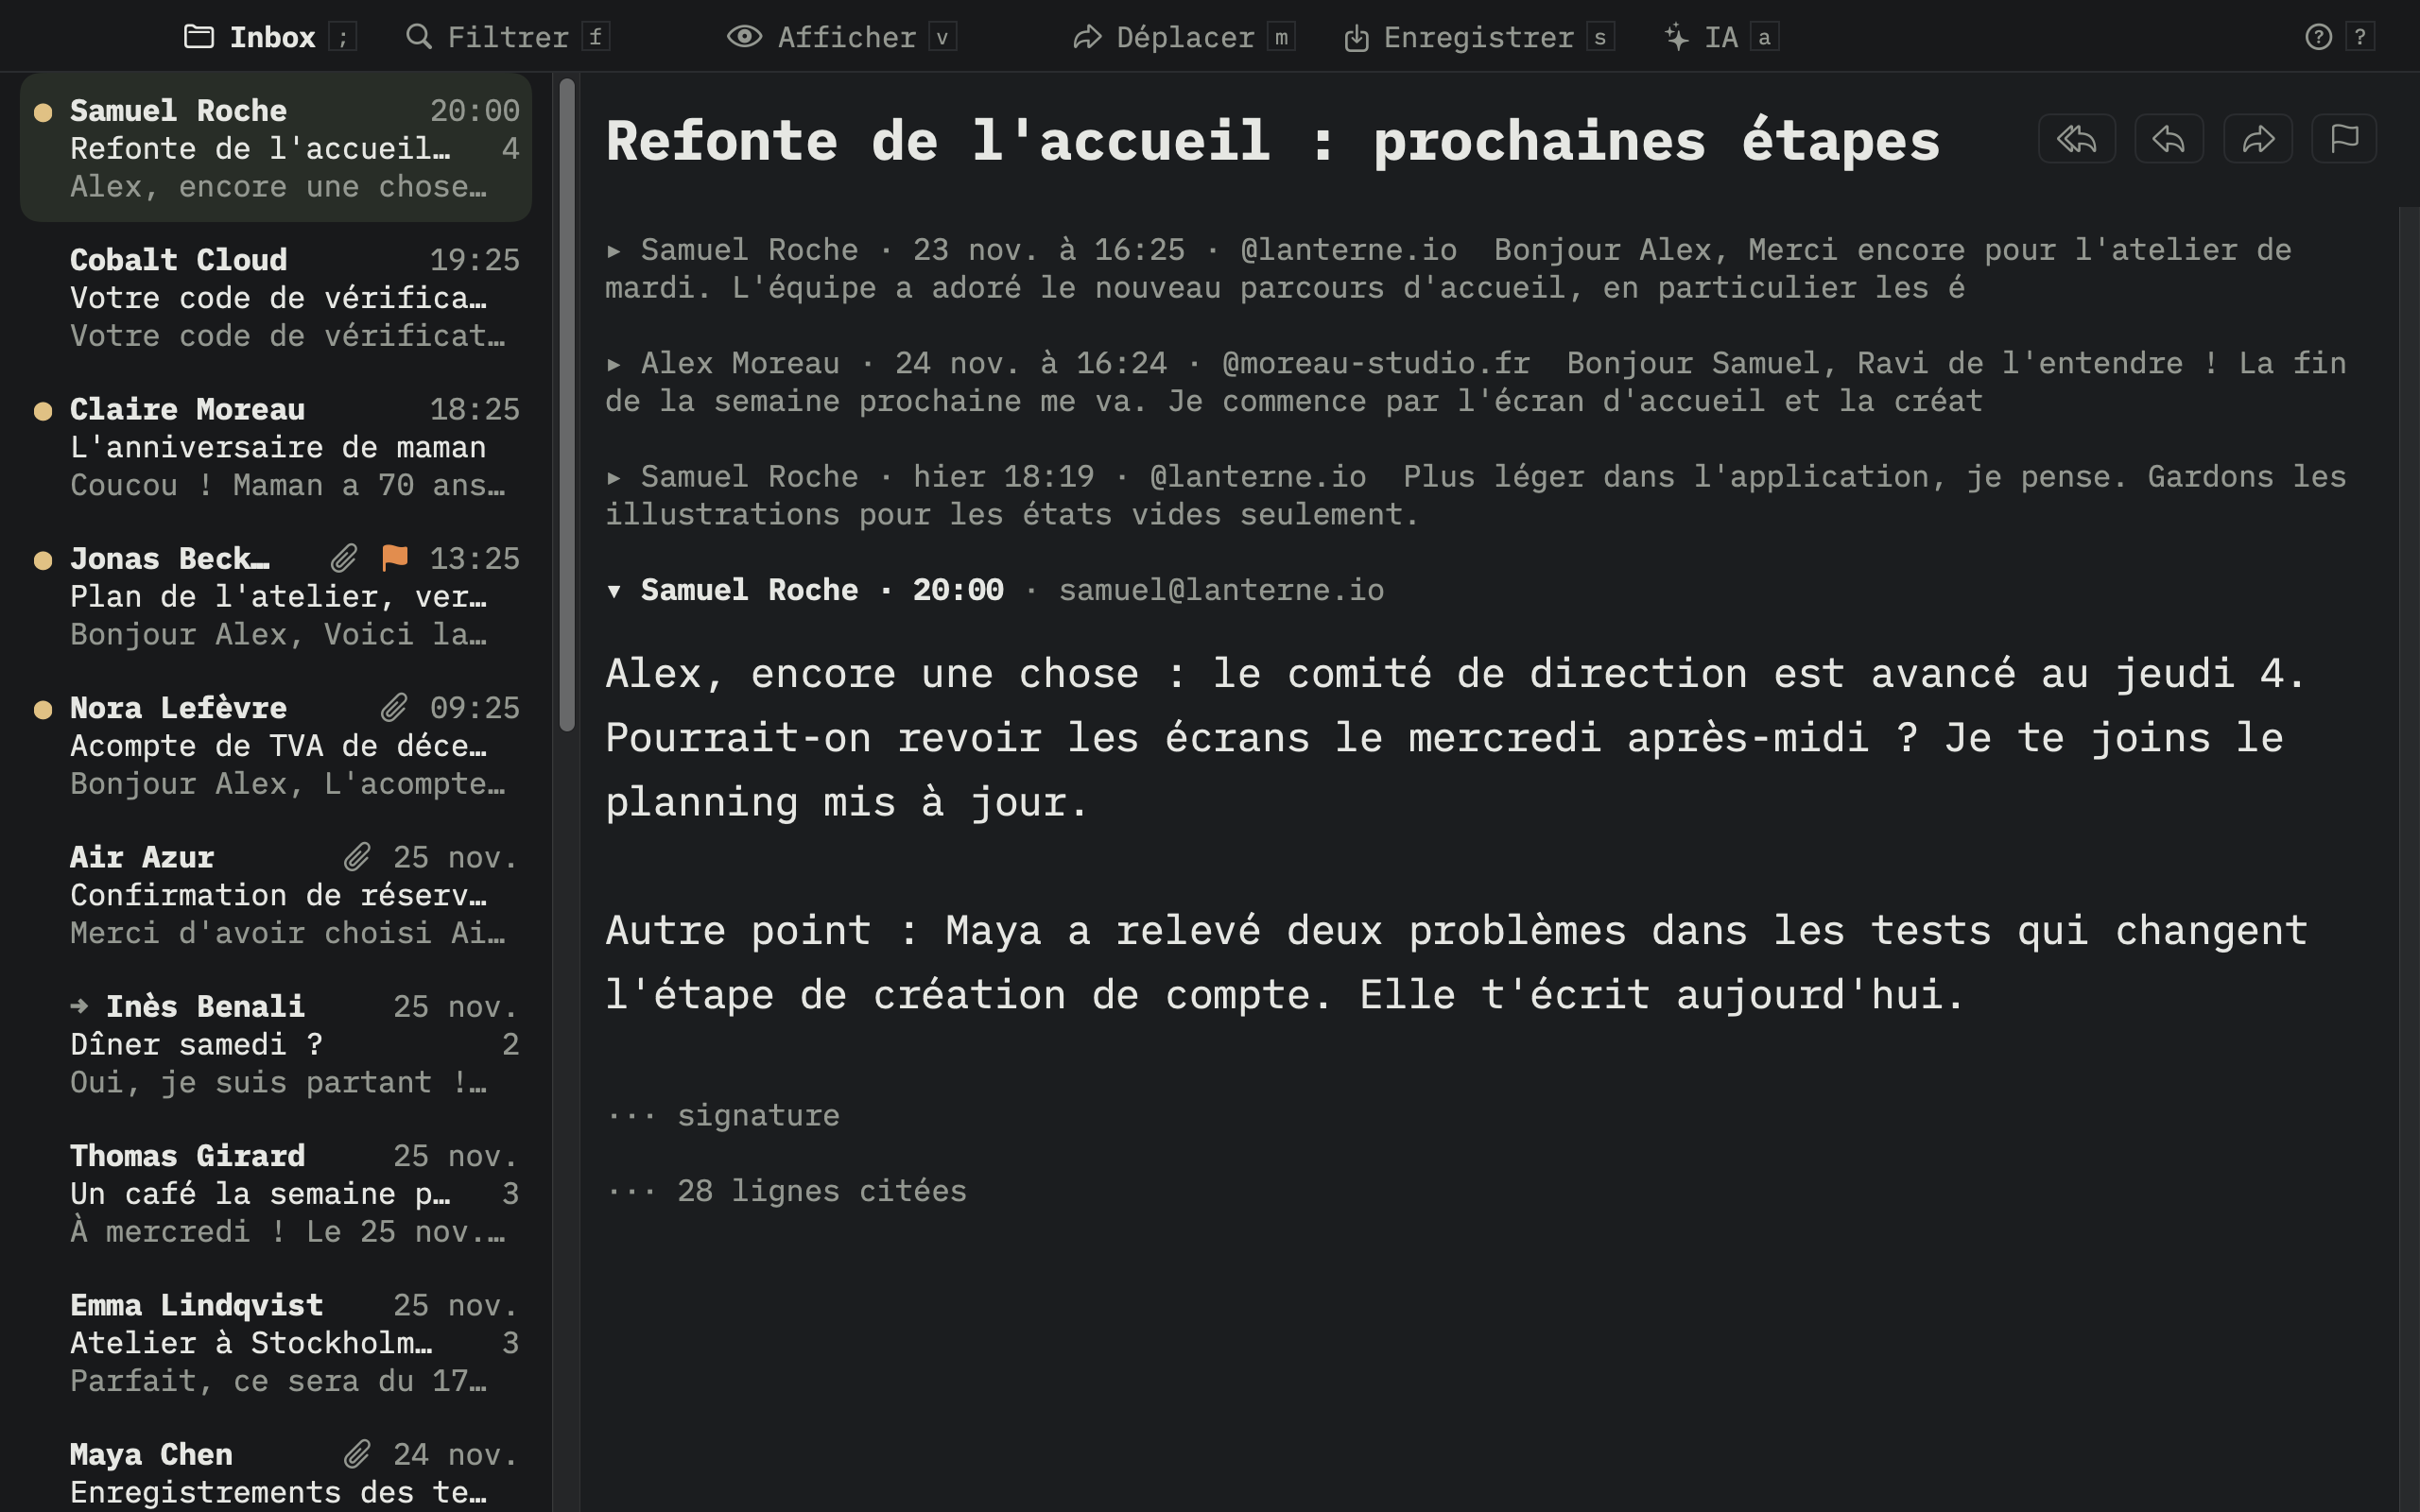 Inbox ; Filtrer f Afficher v Déplacer m Enregistrer s IA a ? ?
Samuel Roche 20:00
Refonte de l'accueil… 4
Alex, encore une chose…
Cobalt Cloud 19:25
Votre code de vérifica…
Votre code de vérificat…
Claire Moreau 18:25
L'anniversaire de maman
Coucou ! Maman a 70 ans…
Jonas Beck… 13:25
Plan de l'atelier, ver…
Bonjour Alex, Voici la…
Nora Lefèvre 09:25
Acompte de TVA de déce…
Bonjour Alex, L'acompte…
Air Azur 25 nov.
Confirmation de réserv…
Merci d'avoir choisi Ai…
→ Inès Benali 25 nov.
Dîner samedi ? 2
Oui, je suis partant !…
Thomas Girard 25 nov.
Un café la semaine p… 3
À mercredi ! Le 25 nov.…
Emma Lindqvist 25 nov.
Atelier à Stockholm… 3
Parfait, ce sera du 17…
Maya Chen 24 nov.
Enregistrements des te…
Refonte de l'accueil : prochaines étapes
▸ Samuel Roche · 23 nov. à 16:25 · @lanterne.io Bonjour Alex, Merci encore pour l'atelier de
mardi. L'équipe a adoré le nouveau parcours d'accueil, en particulier les é
▸ Alex Moreau · 24 nov. à 16:24 · @moreau-studio.fr Bonjour Samuel, Ravi de l'entendre ! La fin
de la semaine prochaine me va. Je commence par l'écran d'accueil et la créat
▸ Samuel Roche · hier 18:19 · @lanterne.io Plus léger dans l'application, je pense. Gardons les
illustrations pour les états vides seulement.
▾ Samuel Roche · 20:00 · samuel@lanterne.io
Alex, encore une chose : le comité de direction est avancé au jeudi 4.
Pourrait-on revoir les écrans le mercredi après-midi ? Je te joins le
planning mis à jour.
Autre point : Maya a relevé deux problèmes dans les tests qui changent
l'étape de création de compte. Elle t'écrit aujourd'hui.
··· signature
··· 28 lignes citées